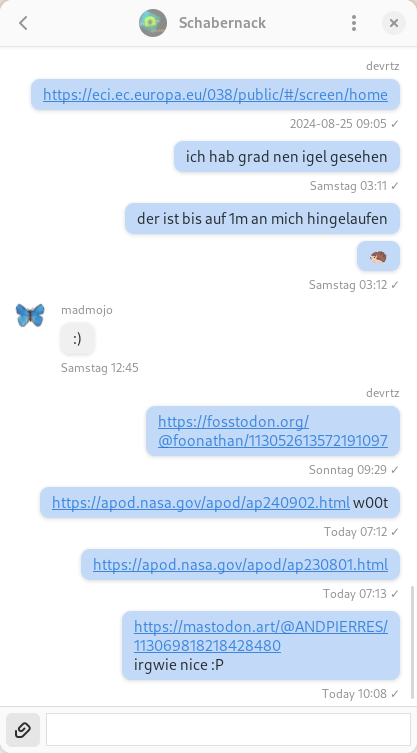 Schabernack
devrtz
https://eci.ec.europa.eu/038/public/#/screen/home
2024-08-25 09:05 ✓
ich hab grad nen igel gesehen
Samstag 03:11 ✓
der ist bis auf 1m an mich hingelaufen
🦔
Samstag 03:12 ✓
madmojo
:)
Samstag 12:45
devrtz
https://fosstodon.org/
@foonathan/113052613572191097
Sonntag 09:29 ✓
https://apod.nasa.gov/apod/ap240902.html w00t
Today 07:12 ✓
https://apod.nasa.gov/apod/ap230801.html
Today 07:13 ✓
https://mastodon.art/@ANDPIERRES/
113069818218428480
irgwie nice :P
Today 10:08 ✓